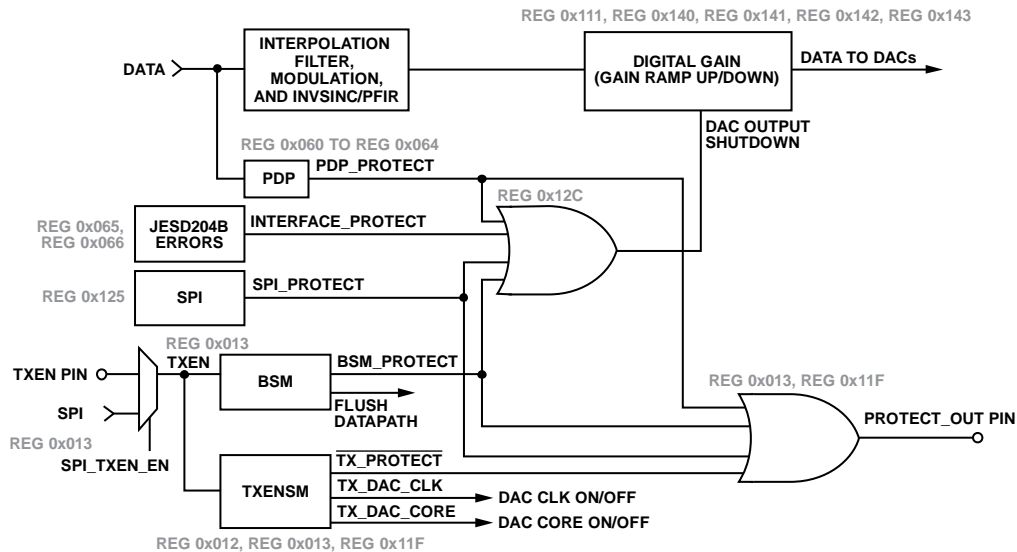 REG 0x111, REG 0x140, REG 0x141, REG 0x142, REG 0x143
DATA
INTERPOLATION
FILTER,
MODULATION,
AND INVSINC/PFIR
DIGITAL GAIN
(GAIN RAMP UP/DOWN)
DATA TO DACs
DAC OUTPUT
SHUTDOWN
REG 0x060 TO REG 0x064
PDP
PDP_PROTECT
REG 0x12C
REG 0x065,
REG 0x066
JESD204B
ERRORS
INTERFACE_PROTECT
REG 0x125
SPI
SPI_PROTECT
REG 0x013
TXEN PIN
TXEN
BSM
BSM_PROTECT
FLUSH
DATAPATH
SPI
REG 0x013
SPI_TXEN_EN
REG 0x013, REG 0x11F
PROTECT_OUT PIN
TXENSM
TX_PROTECT
TX_DAC_CLK
DAC CLK ON/OFF
TX_DAC_CORE
DAC CORE ON/OFF
REG 0x012, REG 0x013, REG 0x11F